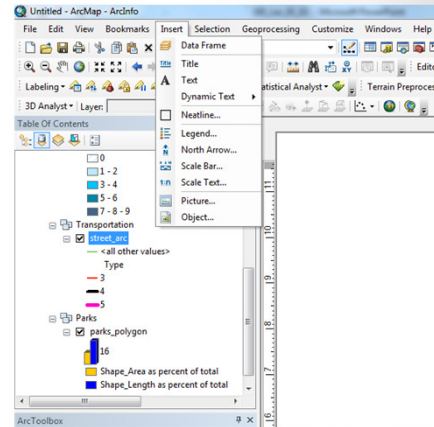 Untitled - ArcMap - ArcInfo
File Edit View Bookmarks Insert Selection Geoprocessing Customize Windows Help
Data Frame
Title
Text
Dynamic Text
Neatline...
Legend...
North Arrow...
Scale Bar...
Scale Text...
Picture...
Object...
Labeling
atistical Analyst
Terrain Preproces
3D Analyst Layer:
Table Of Contents
0
1 - 2
3 - 4
5 - 6
7 - 8 - 9
Transportation
street_arc
<all other values>
Type
3
4
5
Parks
parks_polygon
16
Shape_Area as percent of total
Shape_Length as percent of total
ArcToolbox